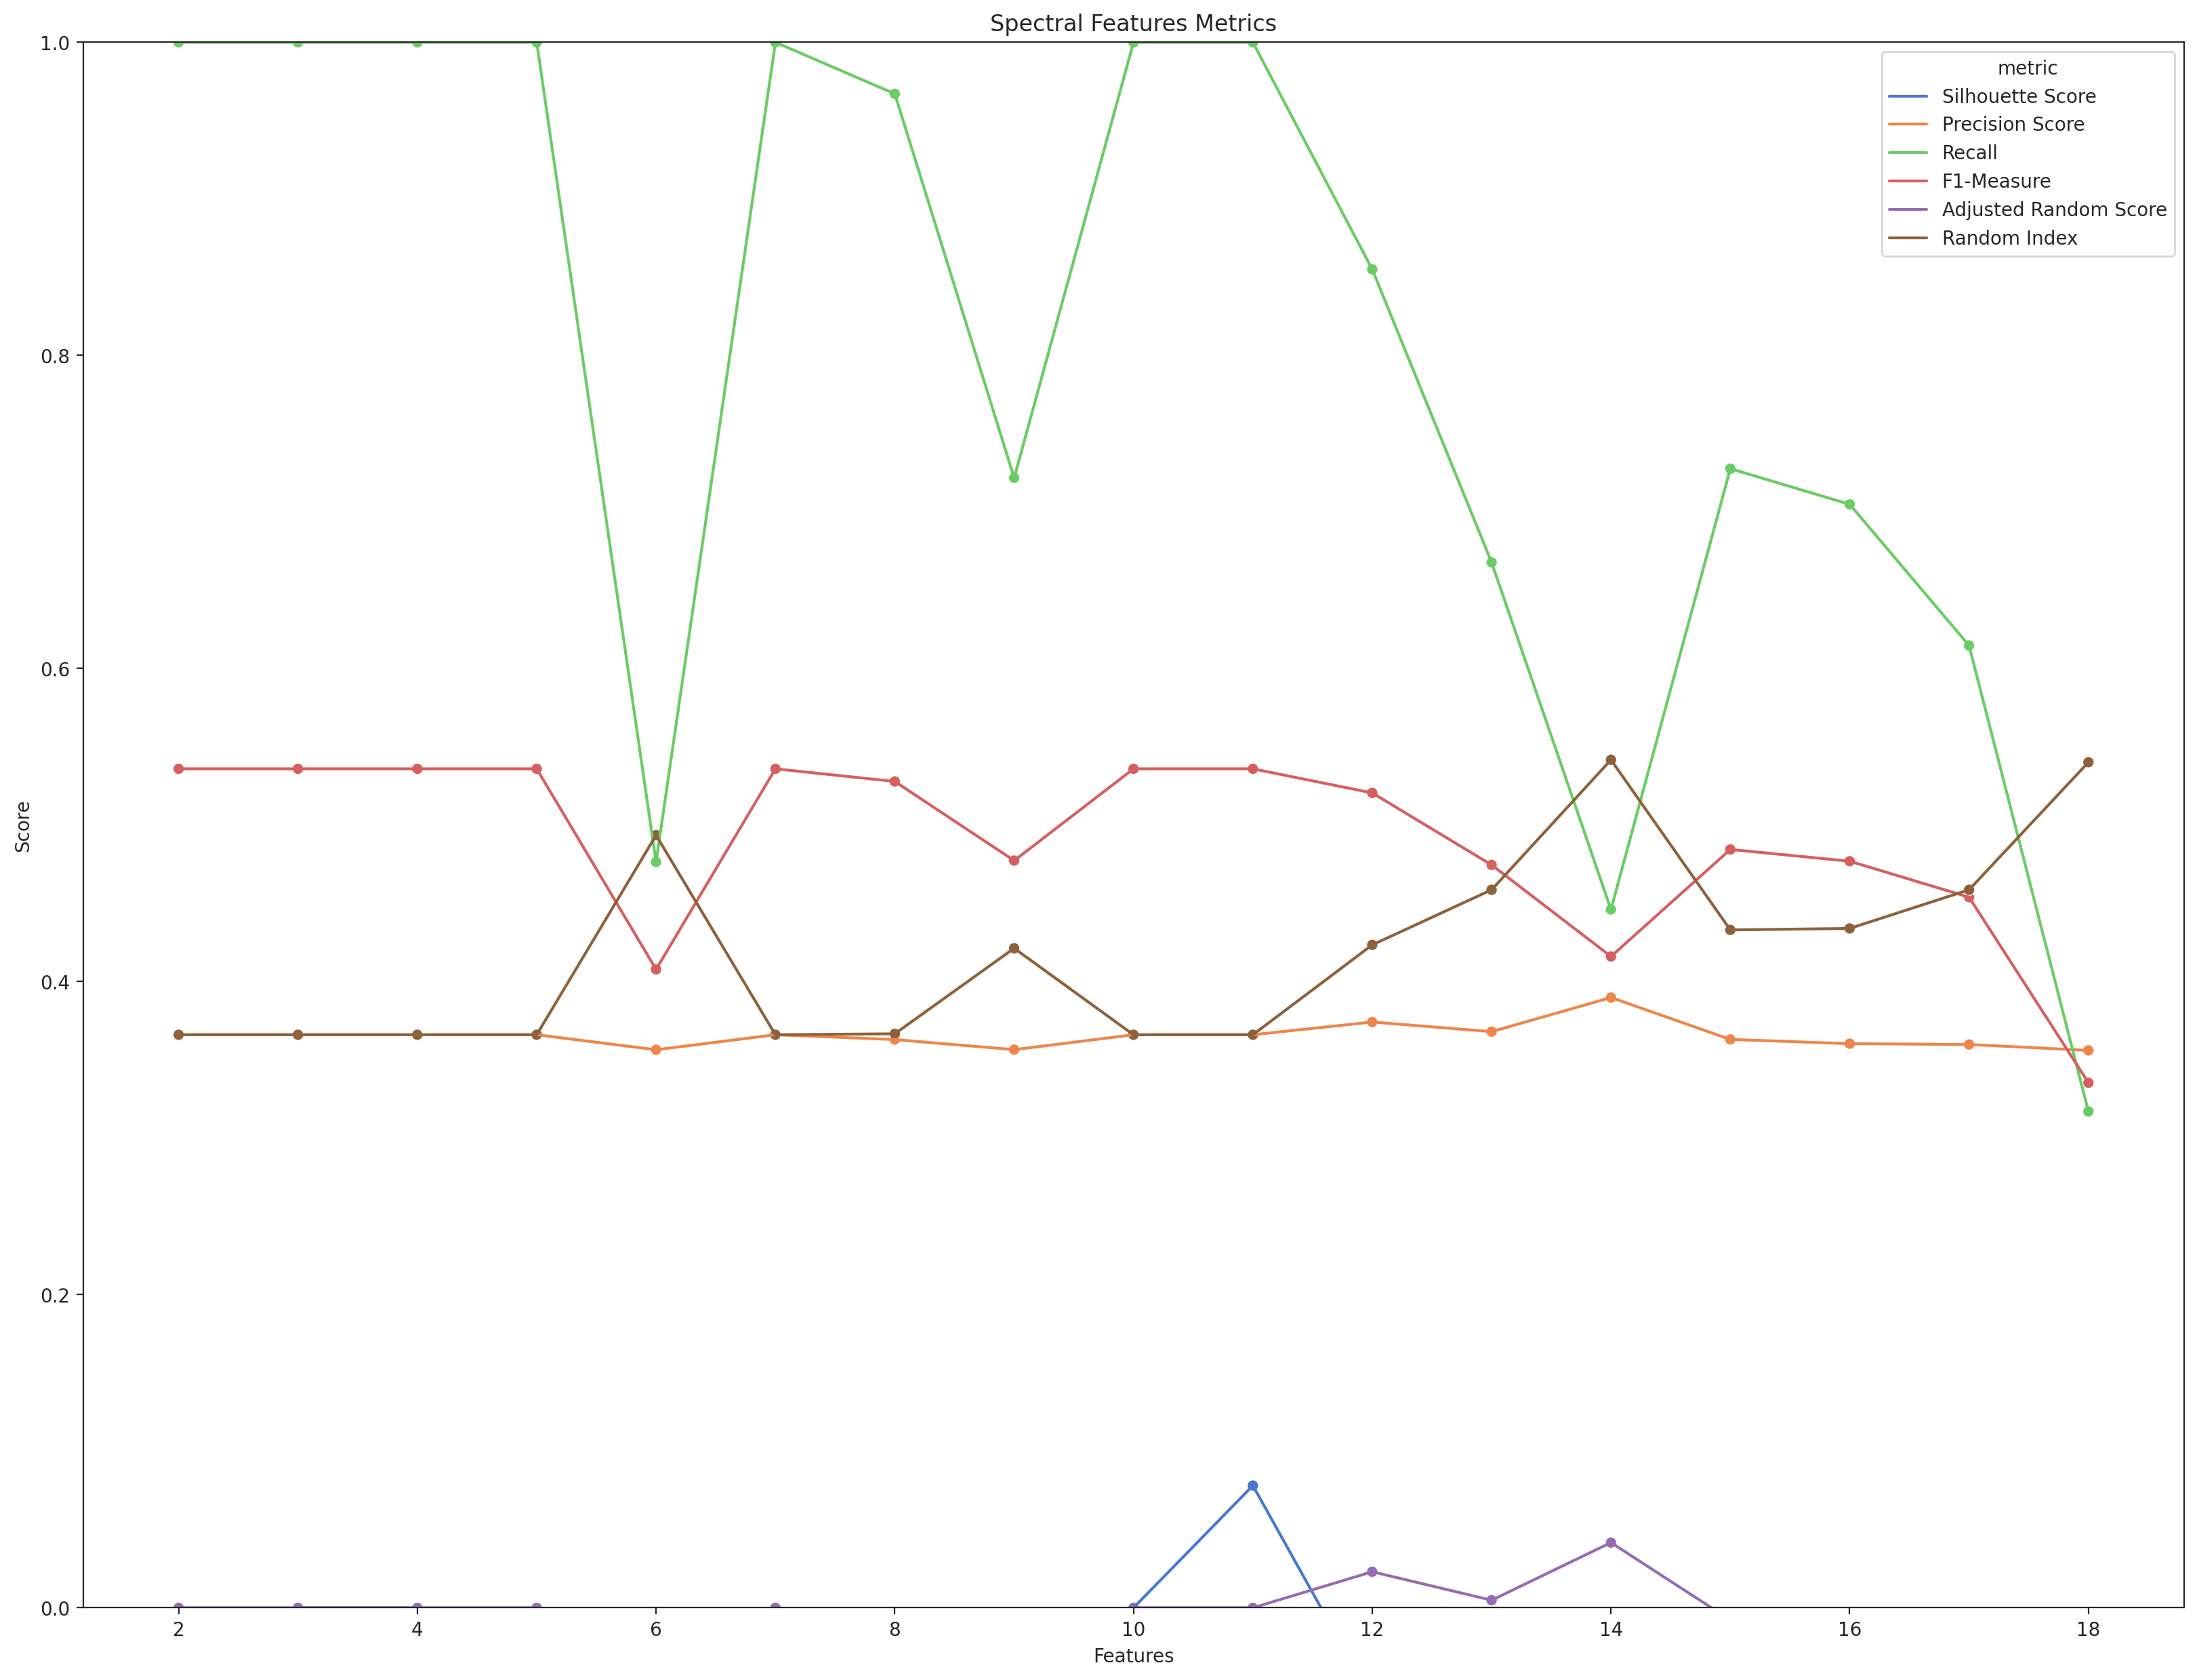 Spectral Features Metrics
1.0
0.8
0.6
0.4
0.2
0.0
Score
metric
Silhouette Score
Precision Score
Recall
F1-Measure
Adjusted Random Score
Random Index
2 4 6 8 10 12 14 16 18
Features